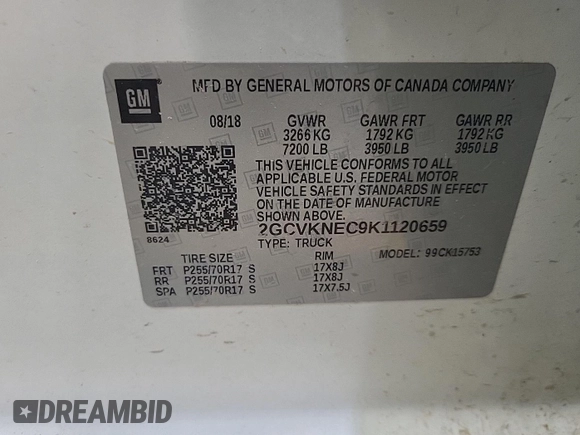 GM
MFD BY GENERAL MOTORS OF CANADA COMPANY
08/18 GVWR GAWR FRT GAWR RR
3266 KG 1792 KG 1792 KG
7200 LB 3950 LB 3950 LB
THIS VEHICLE CONFORMS TO ALL
APPLICABLE U.S. FEDERAL MOTOR
VEHICLE SAFETY STANDARDS IN EFFECT
ON THE DATE OF MANUFACTURE
SHOWN ABOVE.
8624
2GCVKNEC9K1120659
TYPE: TRUCK MODEL: 99CK15753
TIRE SIZE RIM
FRT P255/70R17 S 17X8J
RR P255/70R17 S 17X8J
SPA P255/70R17 S 17X7.5J
DREAMBID